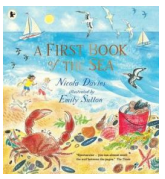 A FIRST BOOK
of the SEA
Nicola Davies
illustrated by
Emily Sutton